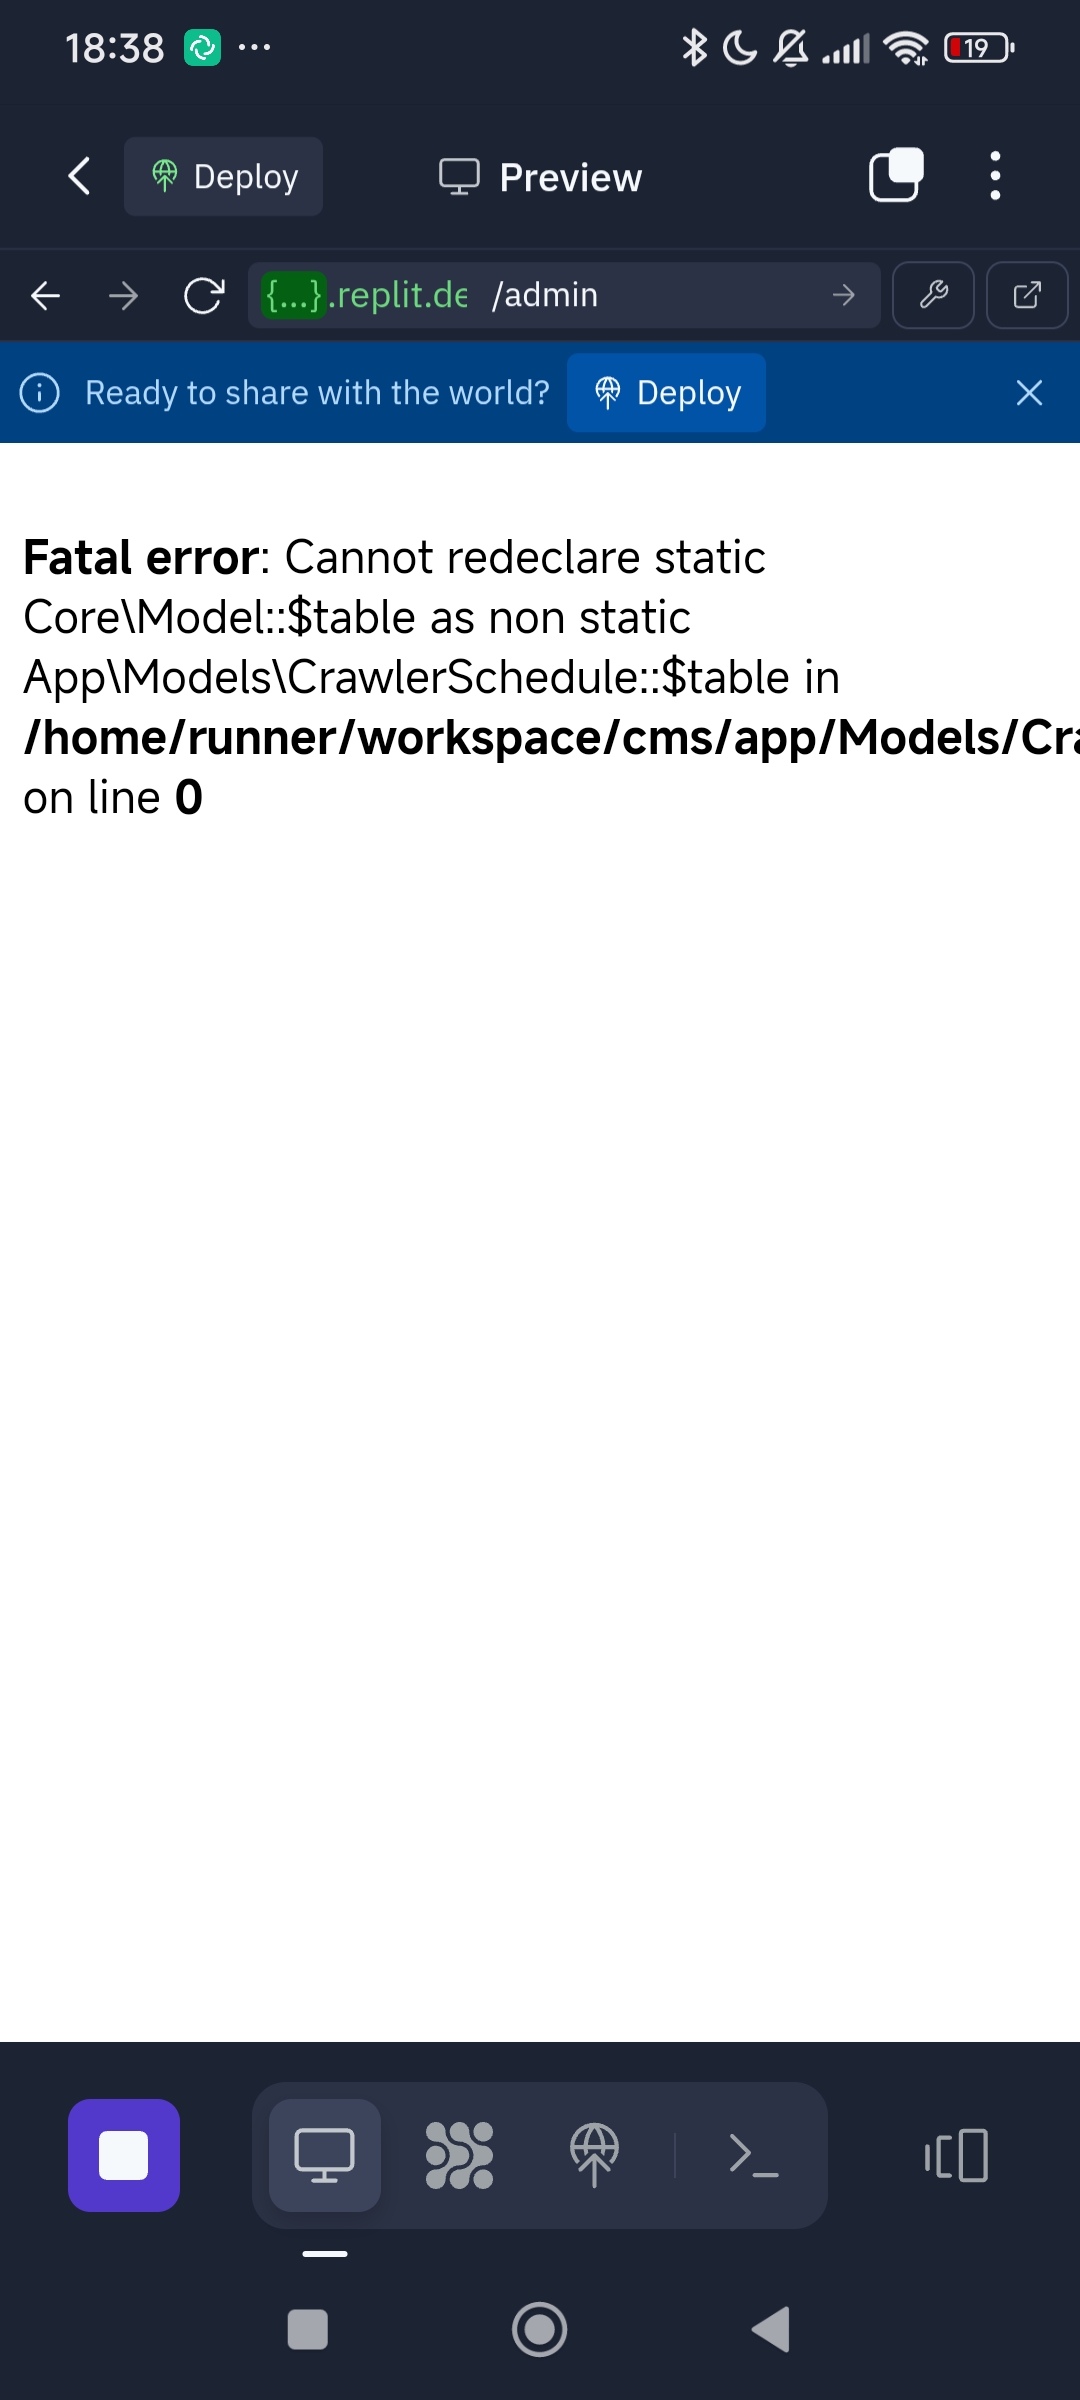 18:38
19
Deploy
Preview
{...}.replit.de /admin
Ready to share with the world?
Deploy
Fatal error: Cannot redeclare static
Core\Model::$table as non static
App\Models\CrawlerSchedule::$table in
/home/runner/workspace/cms/app/Models/Cra
on line 0